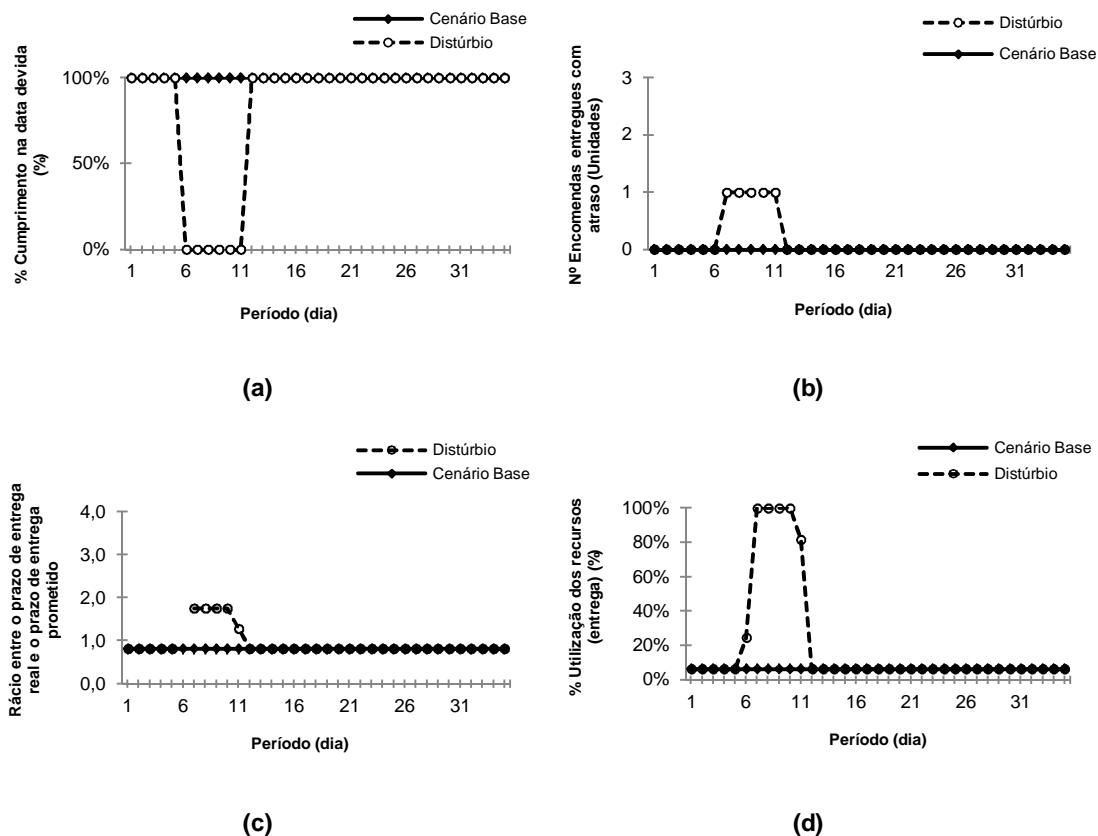 Cenário Base
Distúrbio
% Cumprimento na data devida
(%)
100%
50%
0%
1 6 11 16 21 26 31
Período (dia)
(a)
Distúrbio
Cenário Base
Nº Encomendas entregues com
atraso (Unidades)
3
2
1
0
1 6 11 16 21 26 31
Período (dia)
(b)
Distúrbio
Cenário Base
Rácio entre o prazo de entrega
real e o prazo de entrega
prometido
4,0
3,0
2,0
1,0
0,0
1 6 11 16 21 26 31
Período (dia)
(c)
Cenário Base
Distúrbio
% Utilização dos recursos
(entrega) (%)
100%
80%
60%
40%
20%
0%
1 6 11 16 21 26 31
Período (dia)
(d)